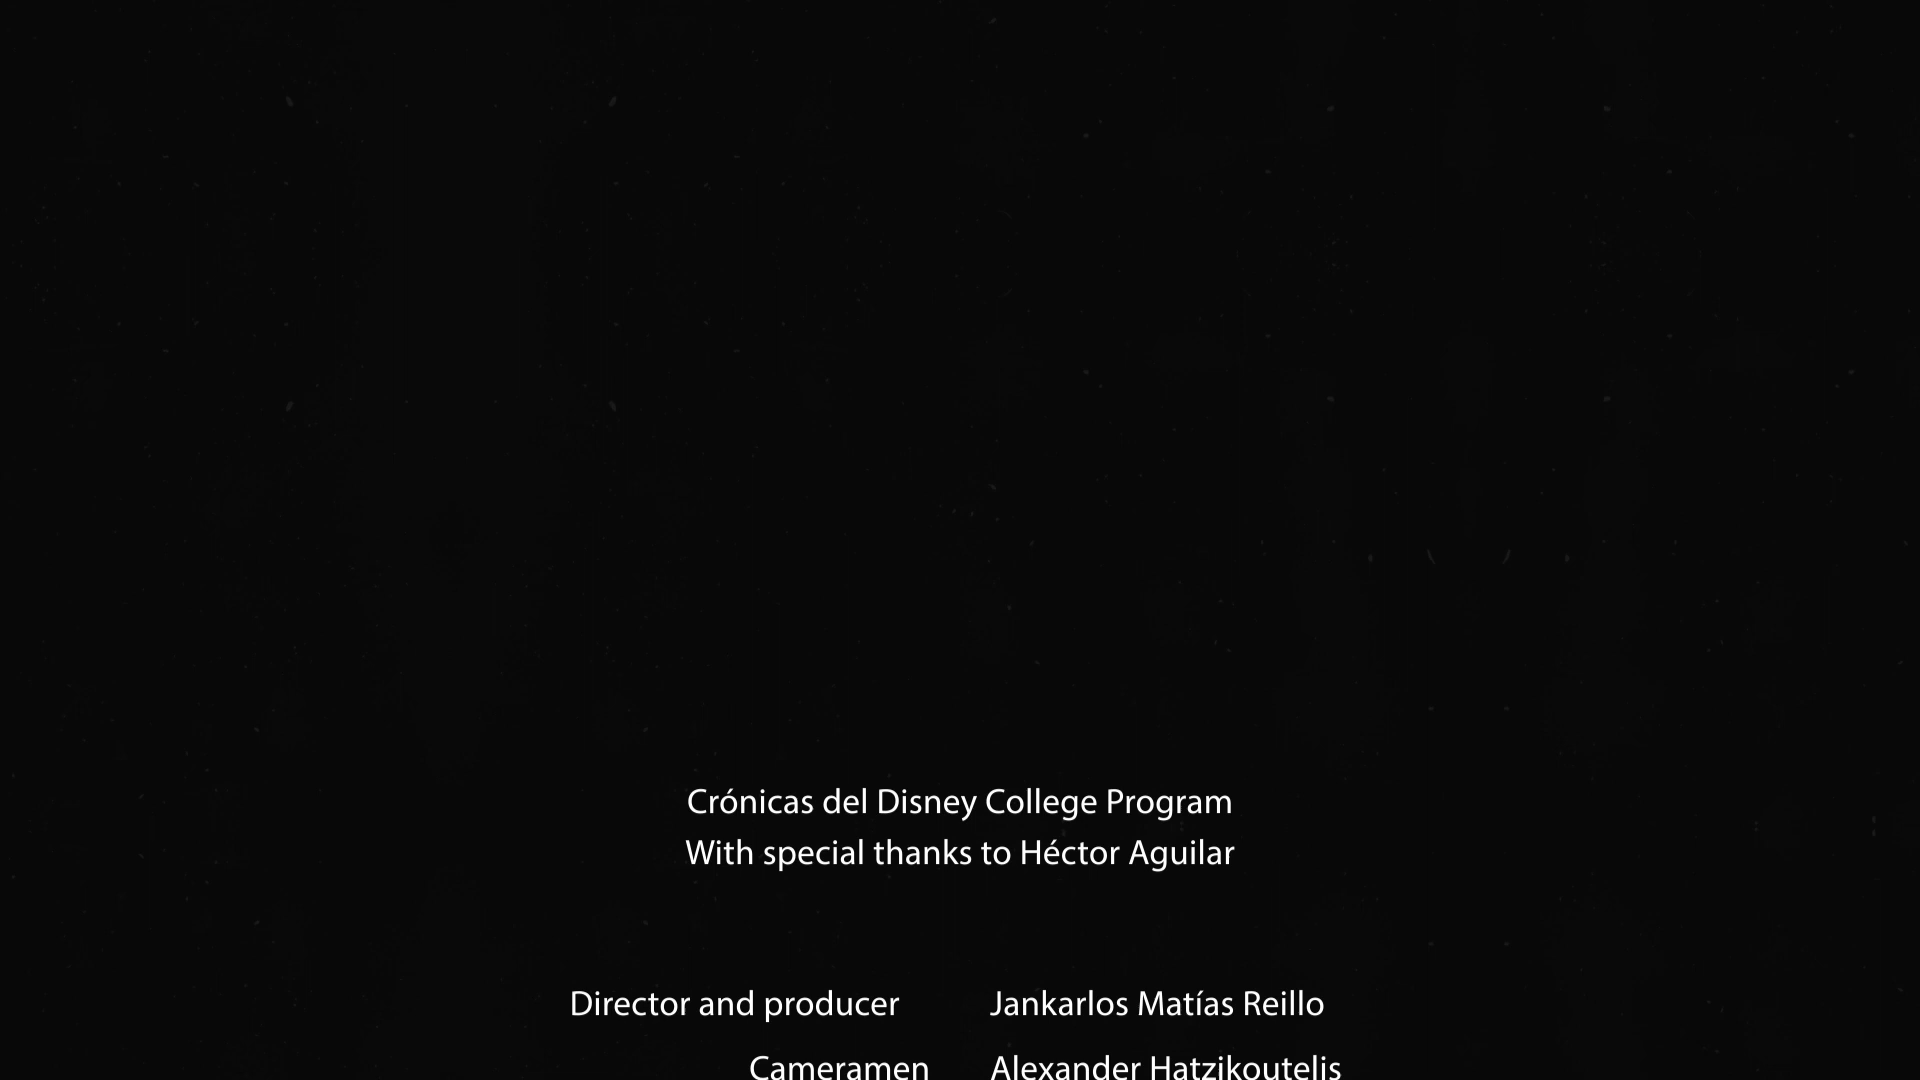 Crónicas del Disney College Program
With special thanks to Héctor Aguilar
Director and producer Jankarlos Matías Reillo
Cameramen Alexander Hatzikoutelis